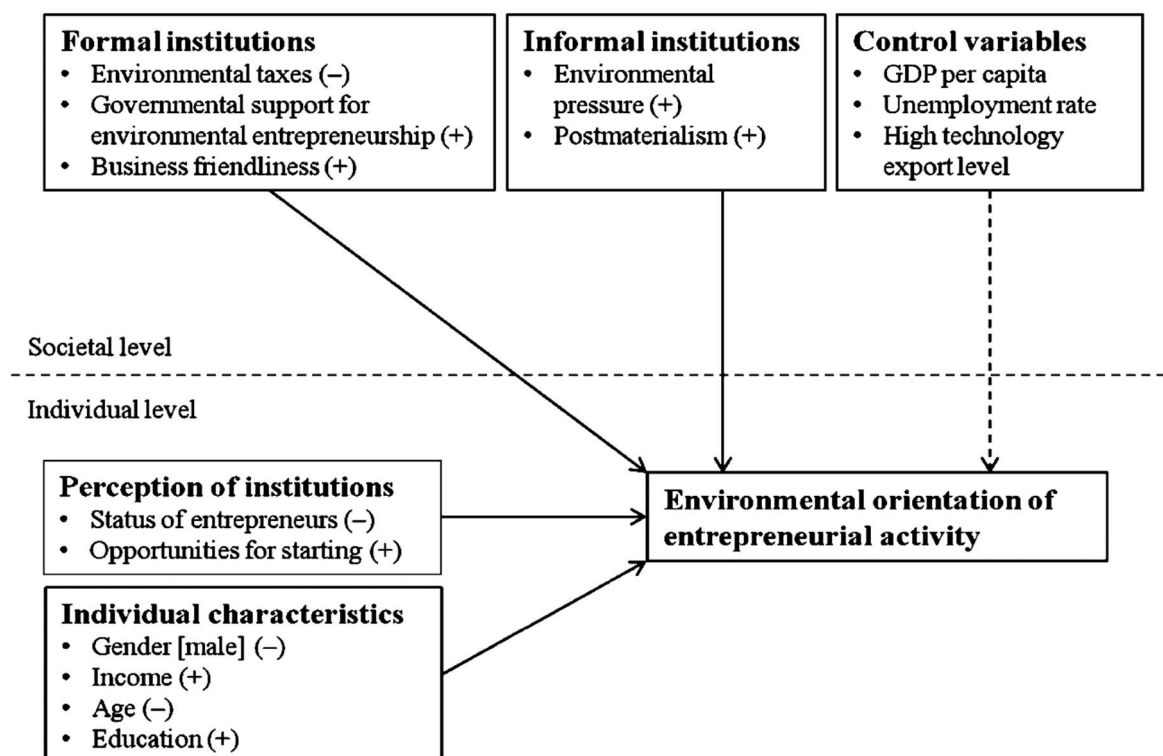 Formal institutions
• Environmental taxes (–)
• Governmental support for
environmental entrepreneurship (+)
• Business friendliness (+)
Informal institutions
• Environmental
pressure (+)
• Postmaterialism (+)
Control variables
• GDP per capita
• Unemployment rate
• High technology
export level
Societal level
Individual level
Perception of institutions
• Status of entrepreneurs (–)
• Opportunities for starting (+)
Environmental orientation of
entrepreneurial activity
Individual characteristics
• Gender [male] (–)
• Income (+)
• Age (–)
• Education (+)